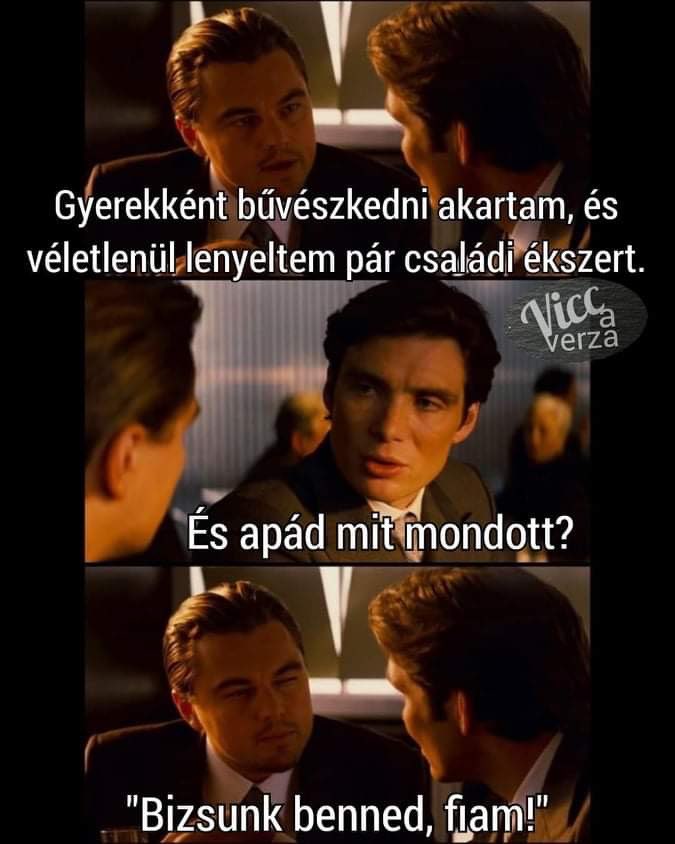 Gyerekként bűvészkedni akartam, és
véletlenül lenyeltem pár családi ékszert.
Vicc
a
verza
És apád mit mondott?
"Bizsunk benned, fiam!"